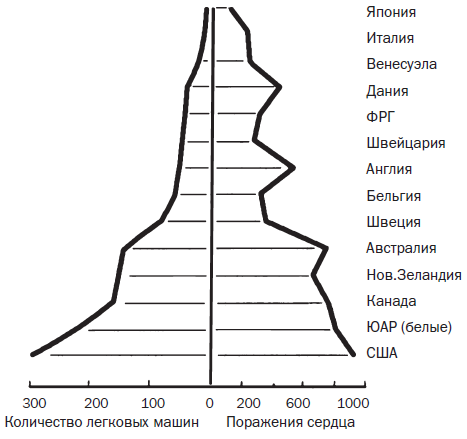 Япония
Италия
Венесуэла
Дания
ФРГ
Швейцария
Англия
Бельгия
Швеция
Австралия
Нов.Зеландия
Канада
ЮАР (белые)
США
300 200 100 0 200 600 1000
Количество легковых машин Поражения сердца